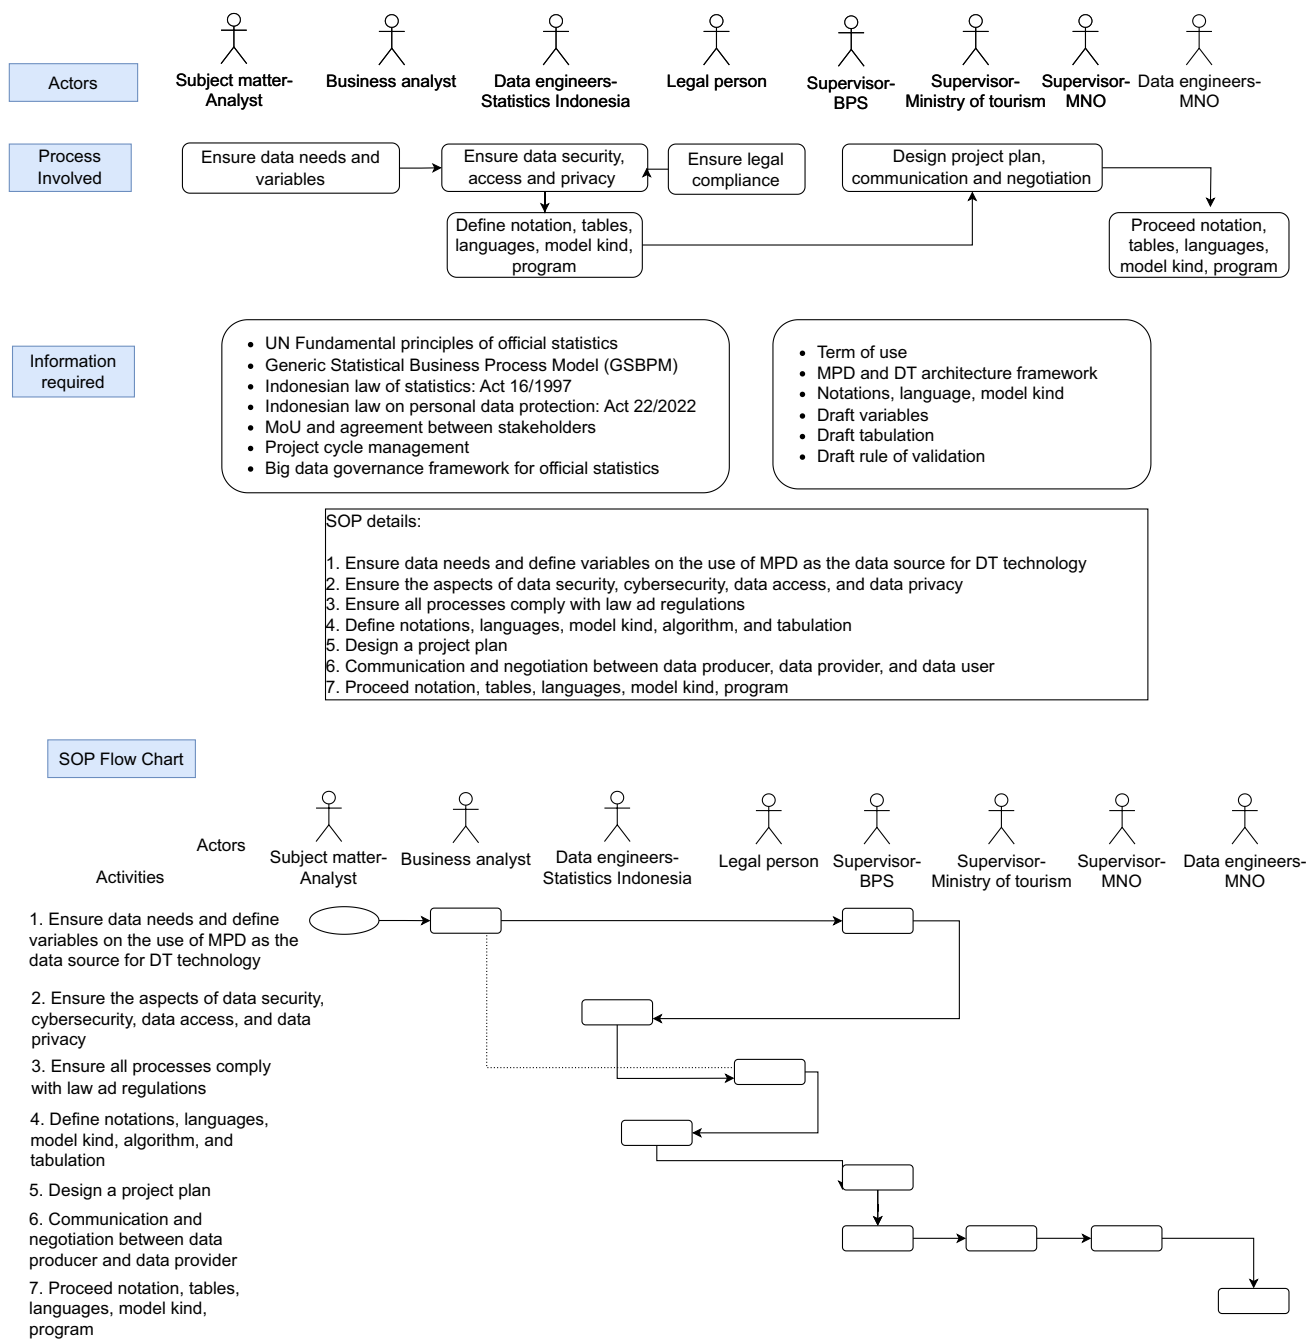 Actors
Subject matter-
Analyst
Business analyst
Data engineers-
Statistics Indonesia
Legal person
Supervisor-
BPS
Supervisor-
Ministry of tourism
Supervisor-
MNO
Data engineers-
MNO
Process
Involved
Ensure data needs and
variables
Ensure data security,
access and privacy
Ensure legal
compliance
Design project plan,
communication and negotiation
Define notation, tables,
languages, model kind,
program
Proceed notation,
tables, languages,
model kind, program
Information
required
• UN Fundamental principles of official statistics
• Generic Statistical Business Process Model (GSBPM)
• Indonesian law of statistics: Act 16/1997
• Indonesian law on personal data protection: Act 22/2022
• MoU and agreement between stakeholders
• Project cycle management
• Big data governance framework for official statistics
• Term of use
• MPD and DT architecture framework
• Notations, language, model kind
• Draft variables
• Draft tabulation
• Draft rule of validation
SOP details:
1. Ensure data needs and define variables on the use of MPD as the data source for DT technology
2. Ensure the aspects of data security, cybersecurity, data access, and data privacy
3. Ensure all processes comply with law ad regulations
4. Define notations, languages, model kind, algorithm, and tabulation
5. Design a project plan
6. Communication and negotiation between data producer, data provider, and data user
7. Proceed notation, tables, languages, model kind, program
SOP Flow Chart
Actors
Activities
Subject matter-
Analyst
Business analyst
Data engineers-
Statistics Indonesia
Legal person
Supervisor-
BPS
Supervisor-
Ministry of tourism
Supervisor-
MNO
Data engineers-
MNO
1. Ensure data needs and define
variables on the use of MPD as the
data source for DT technology
2. Ensure the aspects of data security,
cybersecurity, data access, and data
privacy
3. Ensure all processes comply
with law ad regulations
4. Define notations, languages,
model kind, algorithm, and
tabulation
5. Design a project plan
6. Communication and
negotiation between data
producer and data provider
7. Proceed notation, tables,
languages, model kind,
program